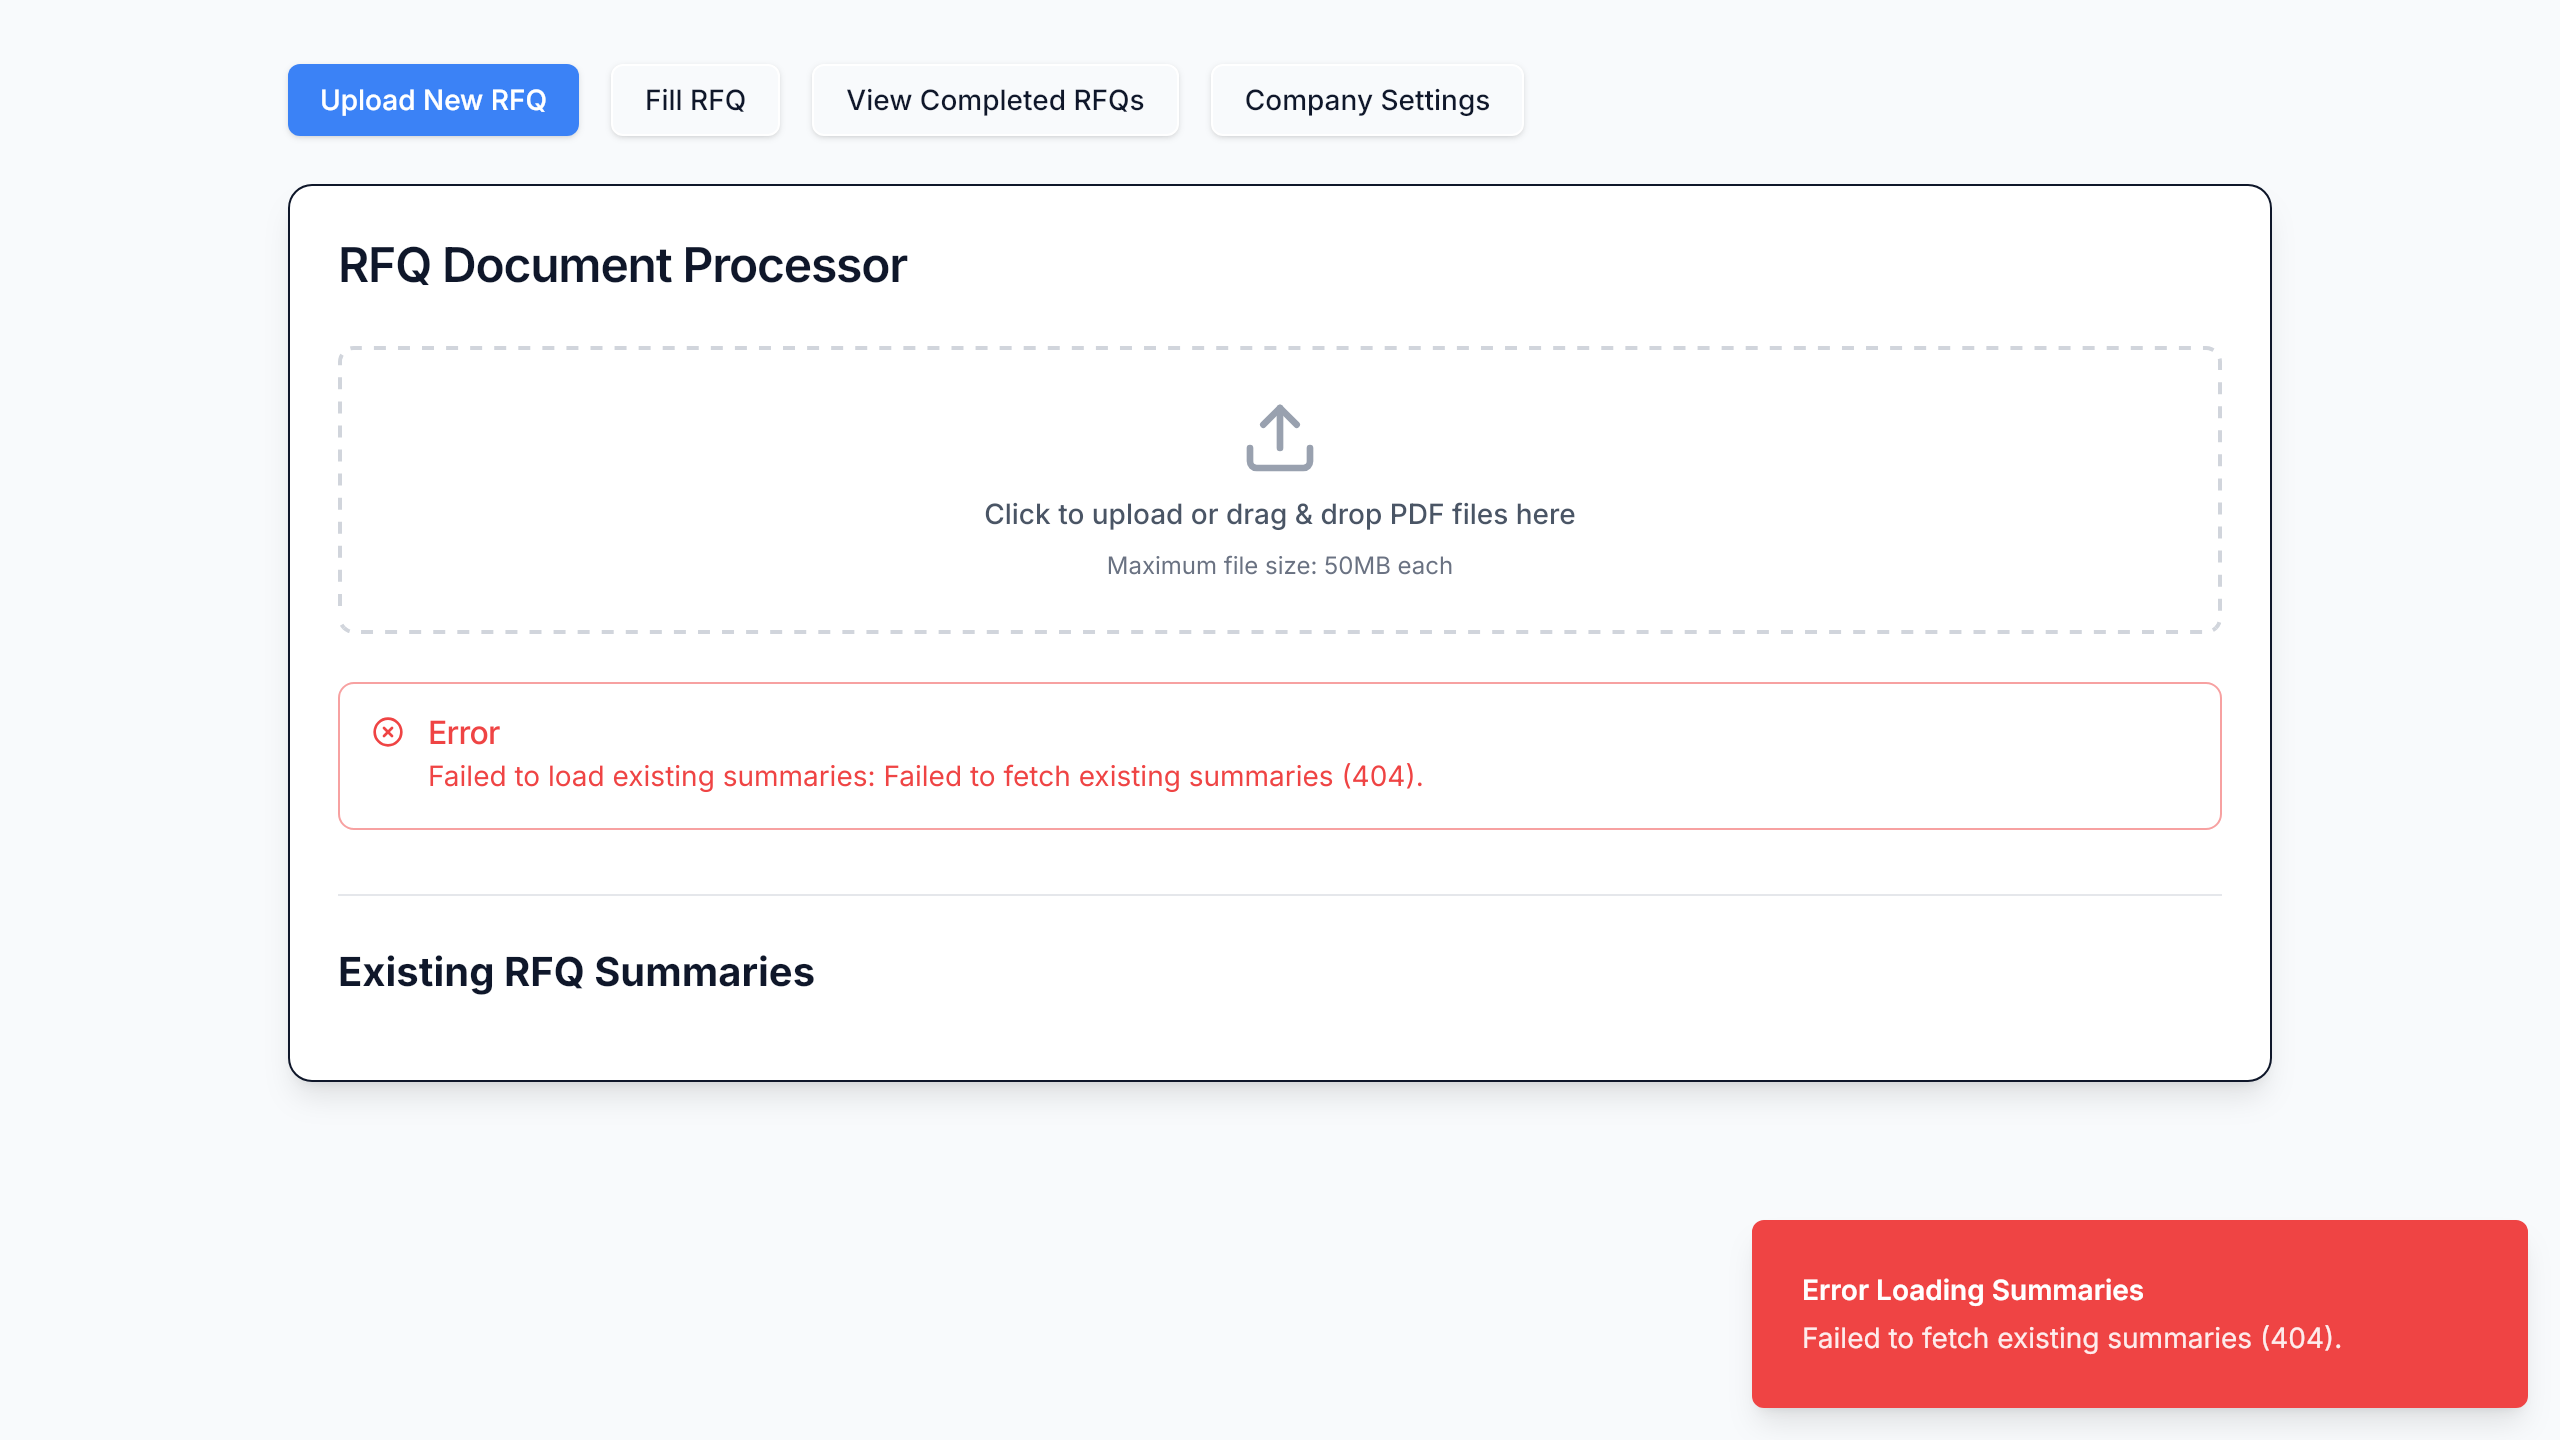 Upload New RFQ
Fill RFQ
View Completed RFQs
Company Settings
RFQ Document Processor
Click to upload or drag & drop PDF files here
Maximum file size: 50MB each
Error
Failed to load existing summaries: Failed to fetch existing summaries (404).
Existing RFQ Summaries
Error Loading Summaries
Failed to fetch existing summaries (404).